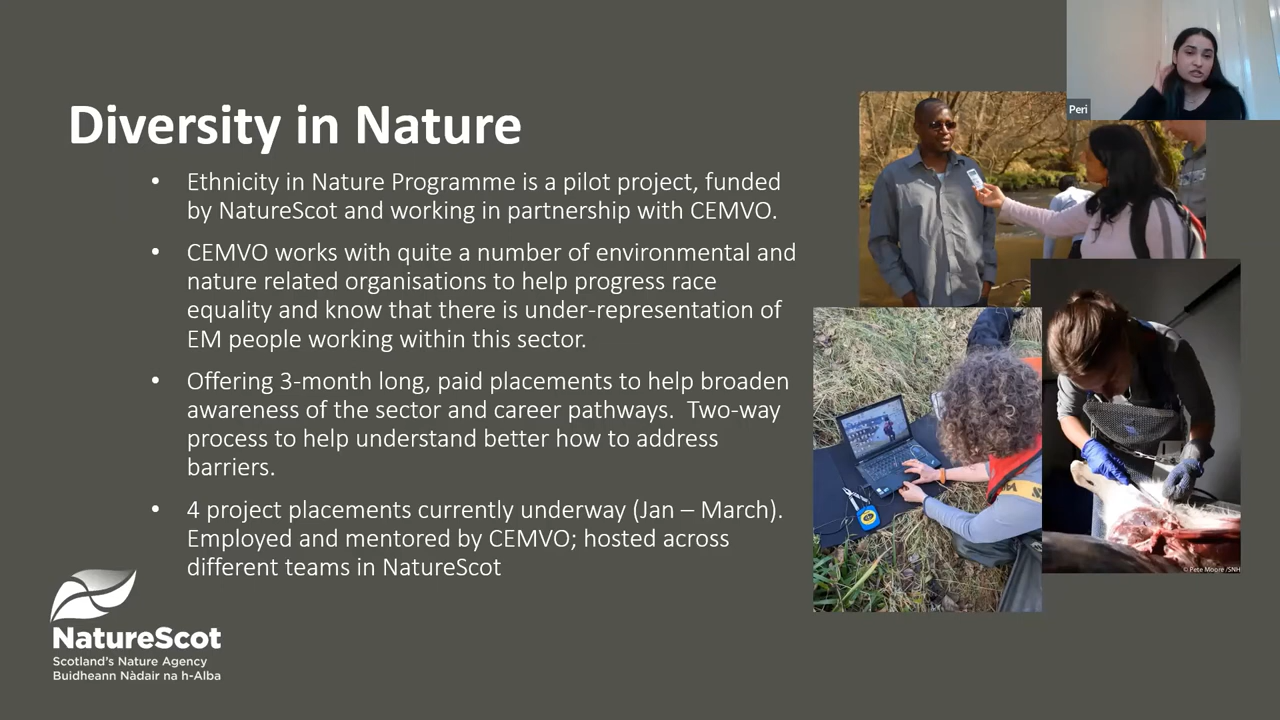 Peri
Diversity in Nature
• Ethnicity in Nature Programme is a pilot project, funded
by NatureScot and working in partnership with CEMVO.
• CEMVO works with quite a number of environmental and
nature related organisations to help progress race
equality and know that there is under-representation of
EM people working within this sector.
• Offering 3-month long, paid placements to help broaden
awareness of the sector and career pathways.  Two-way
process to help understand better how to address
barriers.
• 4 project placements currently underway (Jan – March).
Employed and mentored by CEMVO; hosted across
different teams in NatureScot
© Pete Moore /SNH
NatureScot
Scotland's Nature Agency
Buidheann Nàdair na h-Alba